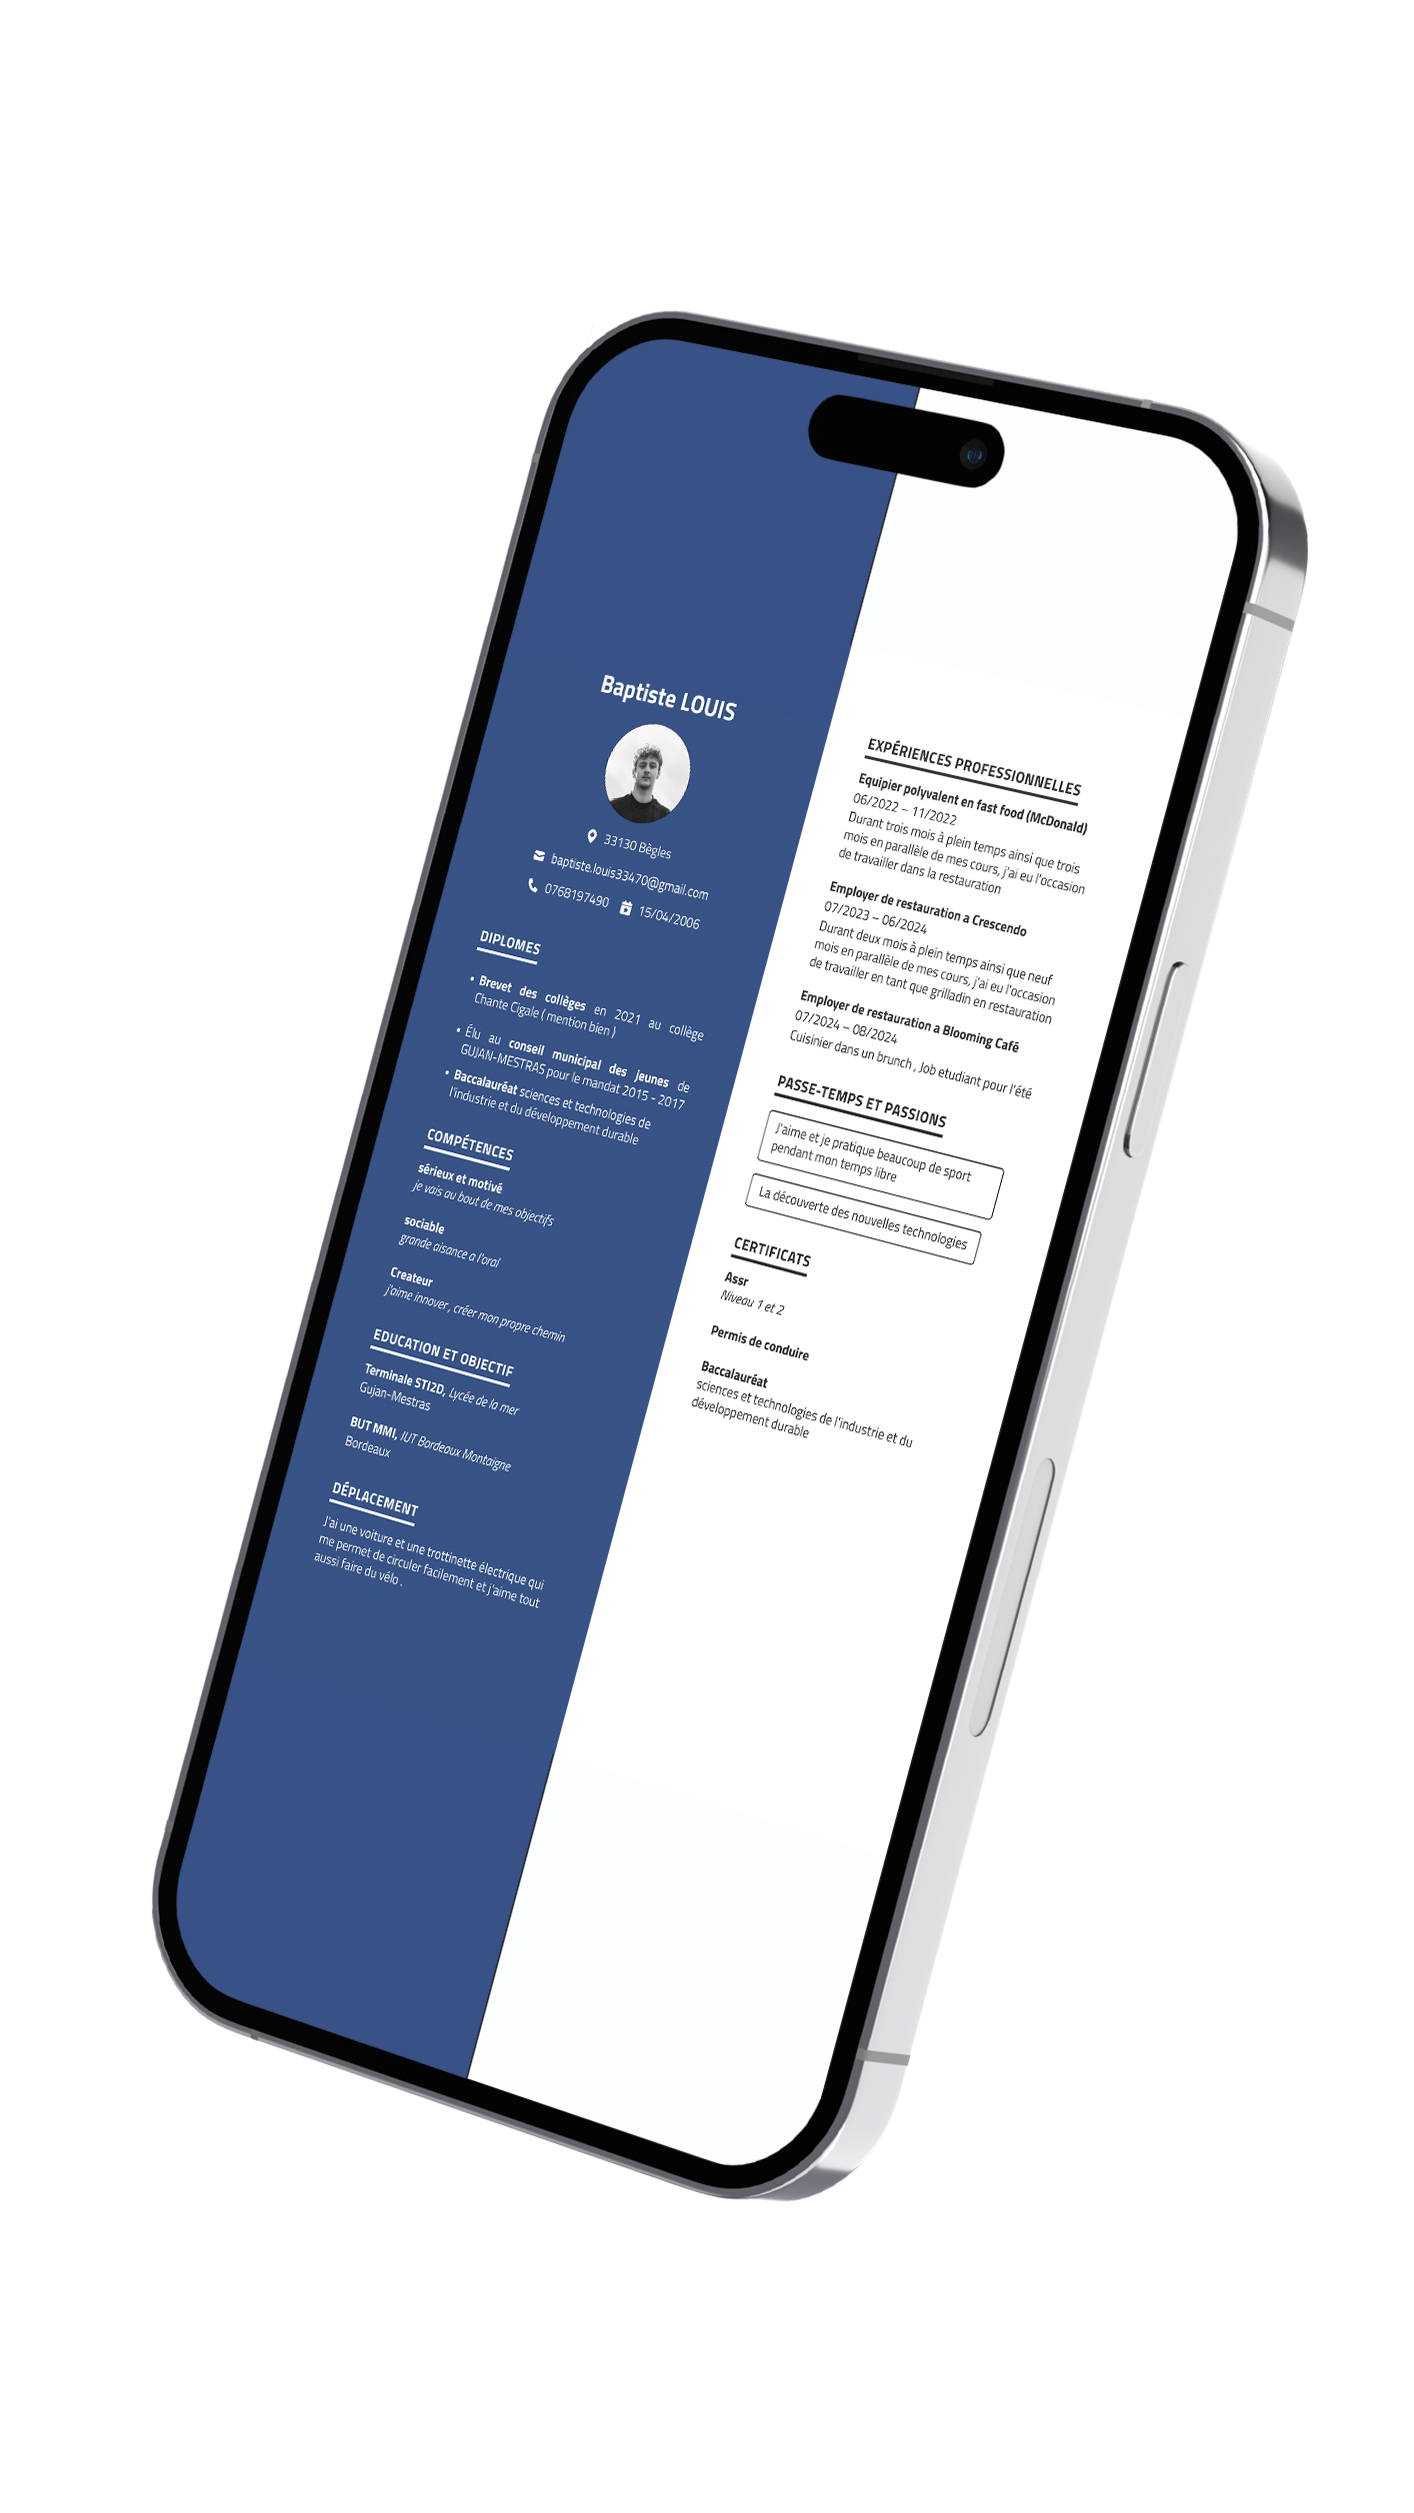 Baptiste LOUIS
33130 Bègles
baptiste.louis33470@gmail.com
0768197490 15/04/2006
DIPLOMES
• Brevet des collèges en 2021 au collège
Chante Cigale ( mention bien )
• Élu au conseil municipal des jeunes de
GUJAN-MESTRAS pour le mandat 2015 - 2017
• Baccalauréat sciences et technologies de
l'industrie et du développement durable
COMPÉTENCES
sérieux et motivé
je vais au bout de mes objectifs
sociable
grande aisance a l'oral
Createur
j'aime innover , créer mon propre chemin
EDUCATION ET OBJECTIF
Terminale STI2D, Lycée de la mer
Gujan-Mestras
BUT MMI, IUT Bordeaux Montaigne
Bordeaux
DÉPLACEMENT
J'ai une voiture et une trottinette électrique qui
me permet de circuler facilement et j'aime tout
aussi faire du vélo .
EXPÉRIENCES PROFESSIONNELLES
Equipier polyvalent en fast food (McDonald)
06/2022 – 11/2022
Durant trois mois à plein temps ainsi que trois
mois en parallèle de mes cours, j'ai eu l'occasion
de travailler dans la restauration
Employer de restauration a Crescendo
07/2023 – 06/2024
Durant deux mois à plein temps ainsi que neuf
mois en parallèle de mes cours, j'ai eu l'occasion
de travailler en tant que grilladin en restauration
Employer de restauration a Blooming Café
07/2024 – 08/2024
Cuisinier dans un brunch , Job etudiant pour l'été
PASSE-TEMPS ET PASSIONS
J'aime et je pratique beaucoup de sport
pendant mon temps libre
La découverte des nouvelles technologies
CERTIFICATS
Assr
Niveau 1 et 2
Permis de conduire
Baccalauréat
sciences et technologies de l'industrie et du
développement durable